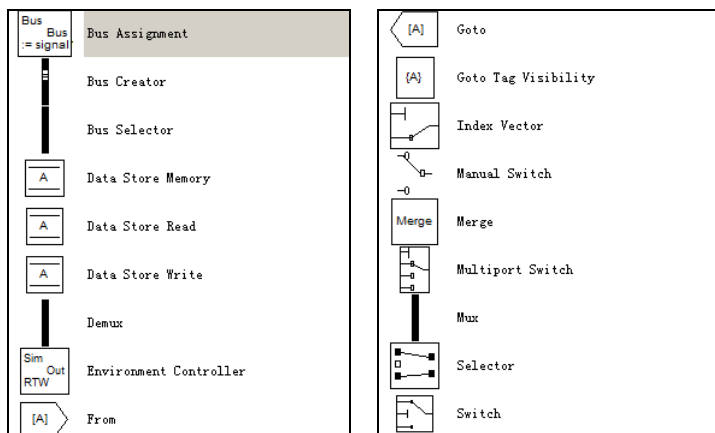 Bus
Bus
:= signal
Bus Assignment
Bus Creator
Bus Selector
A
Data Store Memory
A
Data Store Read
A
Data Store Write
Demux
Sim
Out
RTW
Environment Controller
[A]
From
[A]
Goto
{A}
Goto Tag Visibility
Index Vector
Manual Switch
Merge
Merge
Multiport Switch
Mux
Selector
Switch